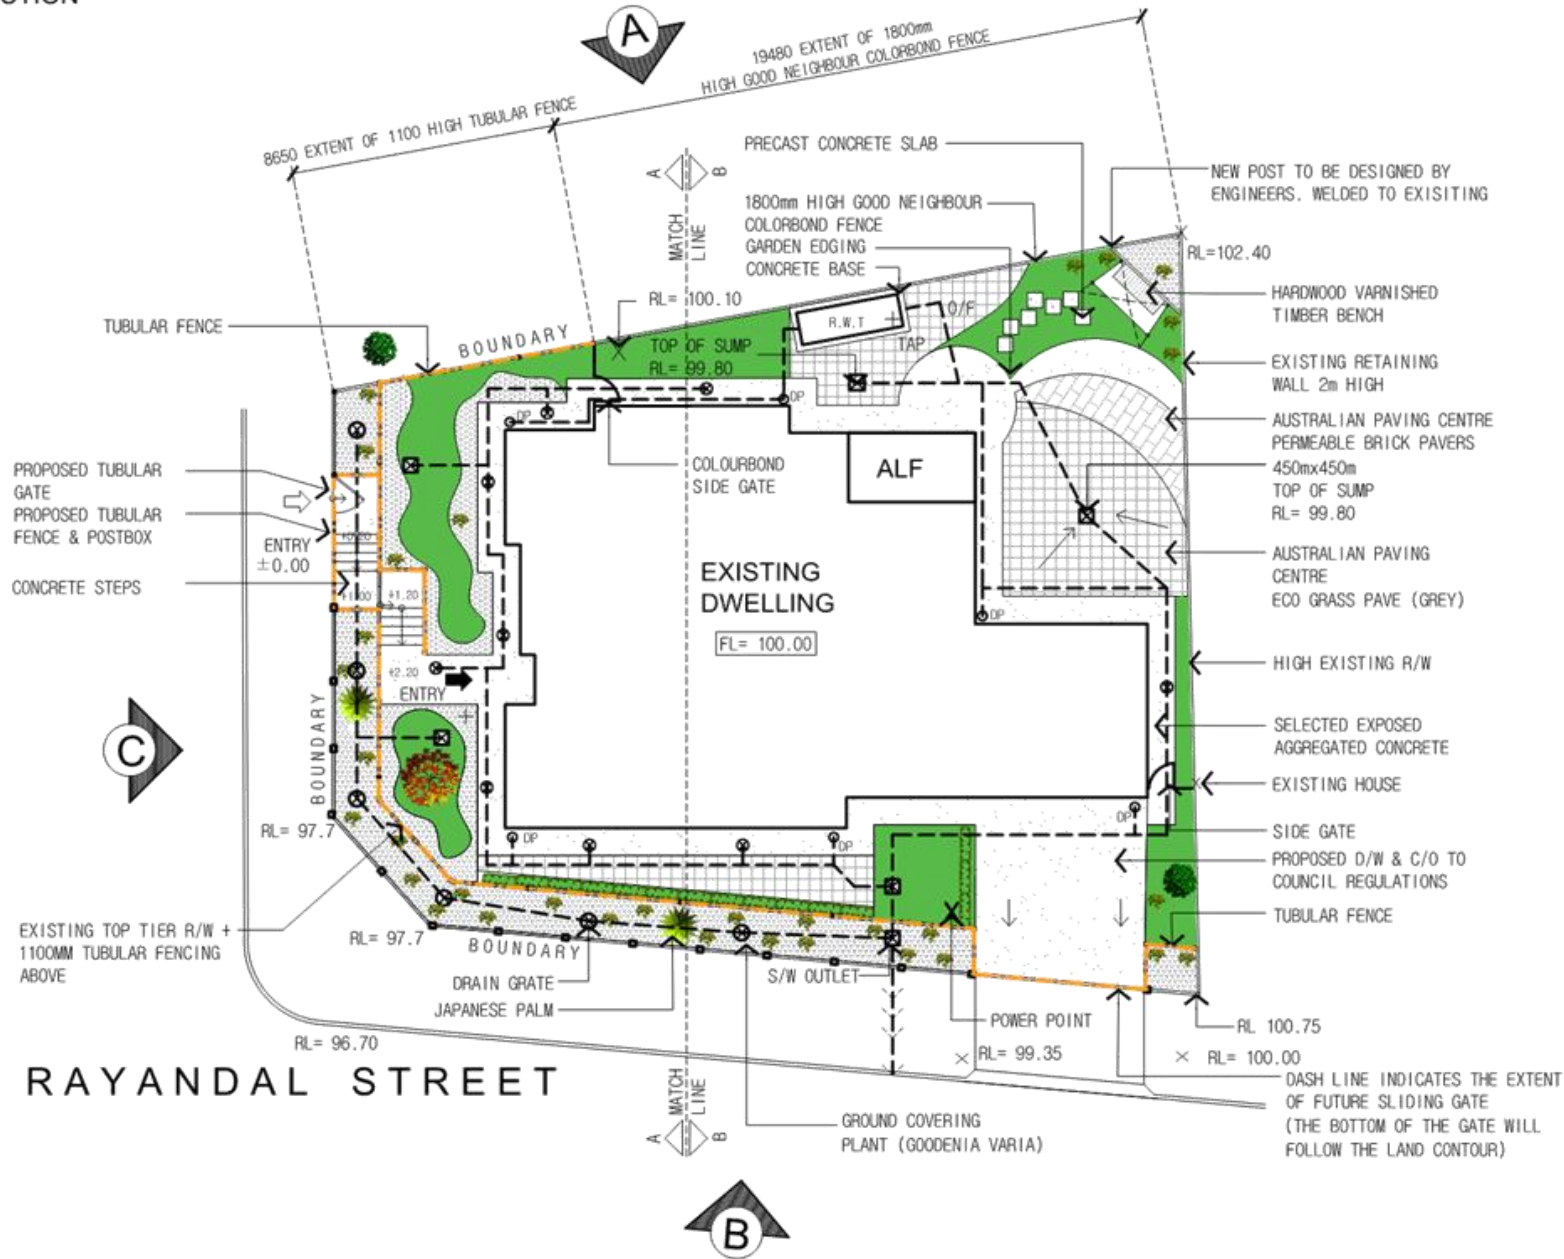 A
19480 EXTENT OF 1800mm
HIGH GOOD NEIGHBOUR COLORBOND FENCE
8650 EXTENT OF 1100 HIGH TUBULAR FENCE
PRECAST CONCRETE SLAB
NEW POST TO BE DESIGNED BY
ENGINEERS. WELDED TO EXISITING
A
B
MATCH
LINE
1800mm HIGH GOOD NEIGHBOUR
COLORBOND FENCE
GARDEN EDGING
CONCRETE BASE
RL=102.40
RL= 100.10
HARDWOOD VARNISHED
TIMBER BENCH
TUBULAR FENCE
BOUNDARY
R.W.T
O/F
TAP
TOP OF SUMP
RL= 99.80
EXISTING RETAINING
WALL 2m HIGH
DP
DP
AUSTRALIAN PAVING CENTRE
PERMEABLE BRICK PAVERS
PROPOSED TUBULAR
GATE
PROPOSED TUBULAR
FENCE & POSTBOX
COLOURBOND
SIDE GATE
ALF
450mx450m
TOP OF SUMP
RL= 99.80
ENTRY
±0.00
CONCRETE STEPS
+1.20
EXISTING
DWELLING
FL= 100.00
AUSTRALIAN PAVING
CENTRE
ECO GRASS PAVE (GREY)
DP
HIGH EXISTING R/W
+2.20
ENTRY
C
BOUNDARY
SELECTED EXPOSED
AGGREGATED CONCRETE
EXISTING HOUSE
RL= 97.7
DP
DP
DP
SIDE GATE
PROPOSED D/W & C/O TO
COUNCIL REGULATIONS
TUBULAR FENCE
EXISTING TOP TIER R/W +
1100MM TUBULAR FENCING
ABOVE
RL= 97.7
BOUNDARY
DRAIN GRATE
JAPANESE PALM
S/W OUTLET
POWER POINT
RL 100.75
RL= 96.70
RL= 99.35
RL= 100.00
RAYANDAL STREET
MATCH
LINE
A
B
GROUND COVERING
PLANT (GOODENIA VARIA)
DASH LINE INDICATES THE EXTENT
OF FUTURE SLIDING GATE
(THE BOTTOM OF THE GATE WILL
FOLLOW THE LAND CONTOUR)
B